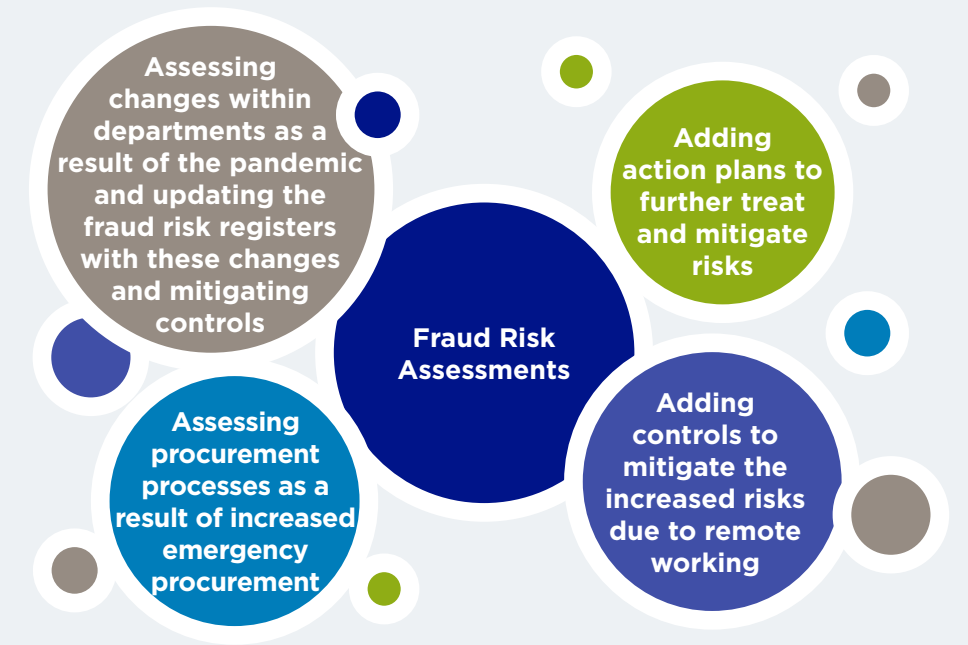 Assessing
changes within
departments as a
result of the pandemic
and updating the
fraud risk registers
with these changes
and mitigating
controls
Adding
action plans to
further treat
and mitigate
risks
Fraud Risk
Assessments
Assessing
procurement
processes as a
result of increased
emergency
procurement
Adding
controls to
mitigate the
increased risks
due to remote
working